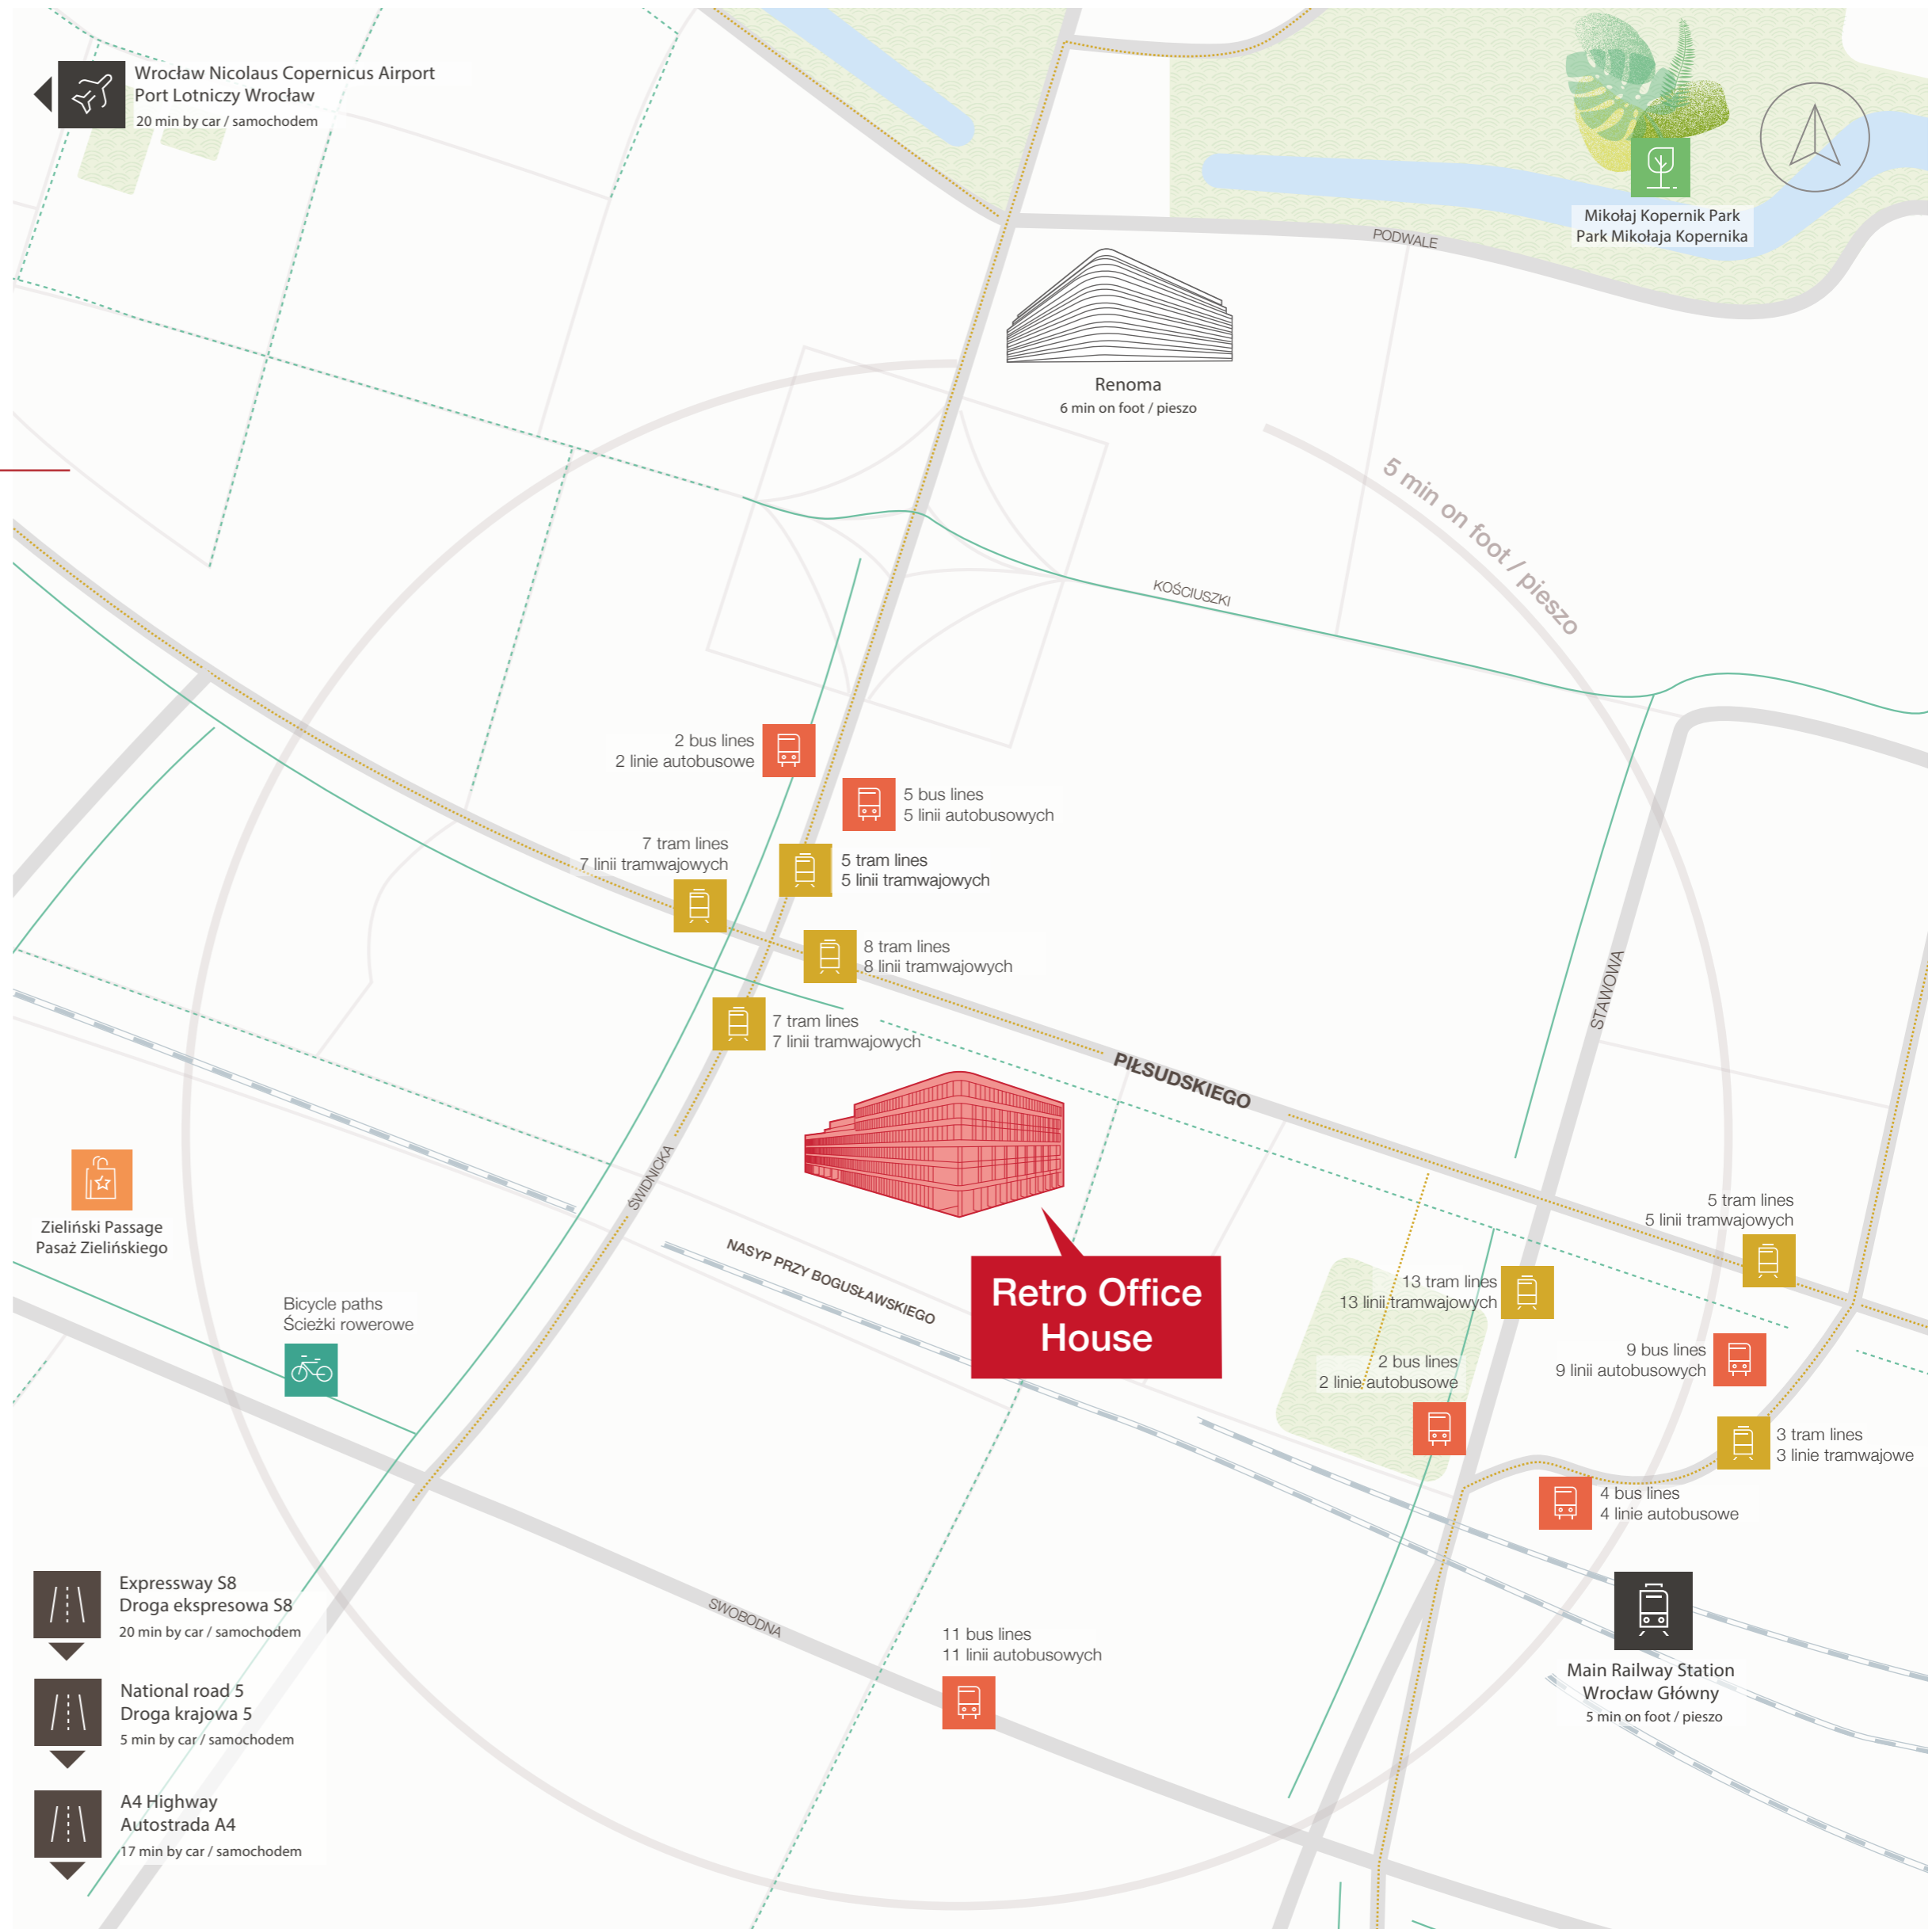 Wrocław Nicolaus Copernicus Airport
Port Lotniczy Wrocław
20 min by car / samochodem
Mikołaj Kopernik Park
Park Mikołaja Kopernika
PODWALE
Renoma
6 min on foot / pieszo
5 min on foot / pieszo
KOŚCIUSZKI
2 bus lines
2 linie autobusowe
5 bus lines
5 linii autobusowych
7 tram lines
7 linii tramwajowych
5 tram lines
5 linii tramwajowych
8 tram lines
8 linii tramwajowych
STAWOWA
7 tram lines
7 linii tramwajowych
PIŁSUDSKIEGO
ŚWIDNICKA
Zieliński Passage
Pasaż Zielińskiego
NASYP PRZY BOGUSŁAWSKIEGO
Retro Office
House
5 tram lines
5 linii tramwajowych
13 tram lines
13 linii tramwajowych
Bicycle paths
Ścieżki rowerowe
9 bus lines
9 linii autobusowych
2 bus lines
2 linie autobusowe
3 tram lines
3 linie tramwajowe
4 bus lines
4 linie autobusowe
Expressway S8
Droga ekspresowa S8
20 min by car / samochodem
SWOBODNA
11 bus lines
11 linii autobusowych
Main Railway Station
Wrocław Główny
5 min on foot / pieszo
National road 5
Droga krajowa 5
5 min by car / samochodem
A4 Highway
Autostrada A4
17 min by car / samochodem